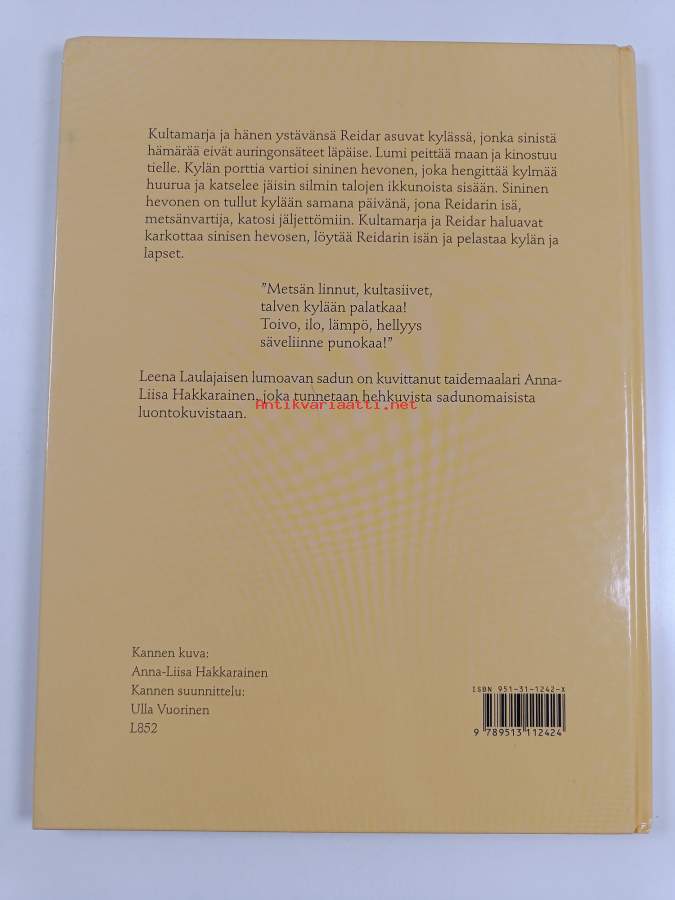 Kultamarja ja hänen ystävänsä Reidar asuvat kylässä, jonka sinistä
hämärää eivät auringonsäteet läpäise. Lumi peittää maan ja kinostuu
tielle. Kylän porttia vartioi sininen hevonen, joka hengittää kylmää
huurua ja katselee jäisin silmin talojen ikkunoista sisään. Sininen
hevonen on tullut kylään samana päivänä, jona Reidarin isä,
metsänvartija, katosi jäljettömiin. Kultamarja ja Reidar haluavat
karkottaa sinisen hevosen, löytää Reidarin isän ja pelastaa kylän ja
lapset.
”Metsän linnut, kultasiivet,
talven kylään palatkaa!
Toivo, ilo, lämpö, hellyys
säveliinne punokaa!”
Leena Laulajaisen lumoavan sadun on kuvittanut taidemaalari Anna-
Liisa Hakkarainen, joka tunnetaan hehkuvista sadunomaisista
Antikvariaatti.net
luontokuvistaan.
Kannen kuva:
Anna-Liisa Hakkarainen
Kannen suunnittelu:
Ulla Vuorinen
L852
ISBN 951-31-1242-X
9 789513 112424